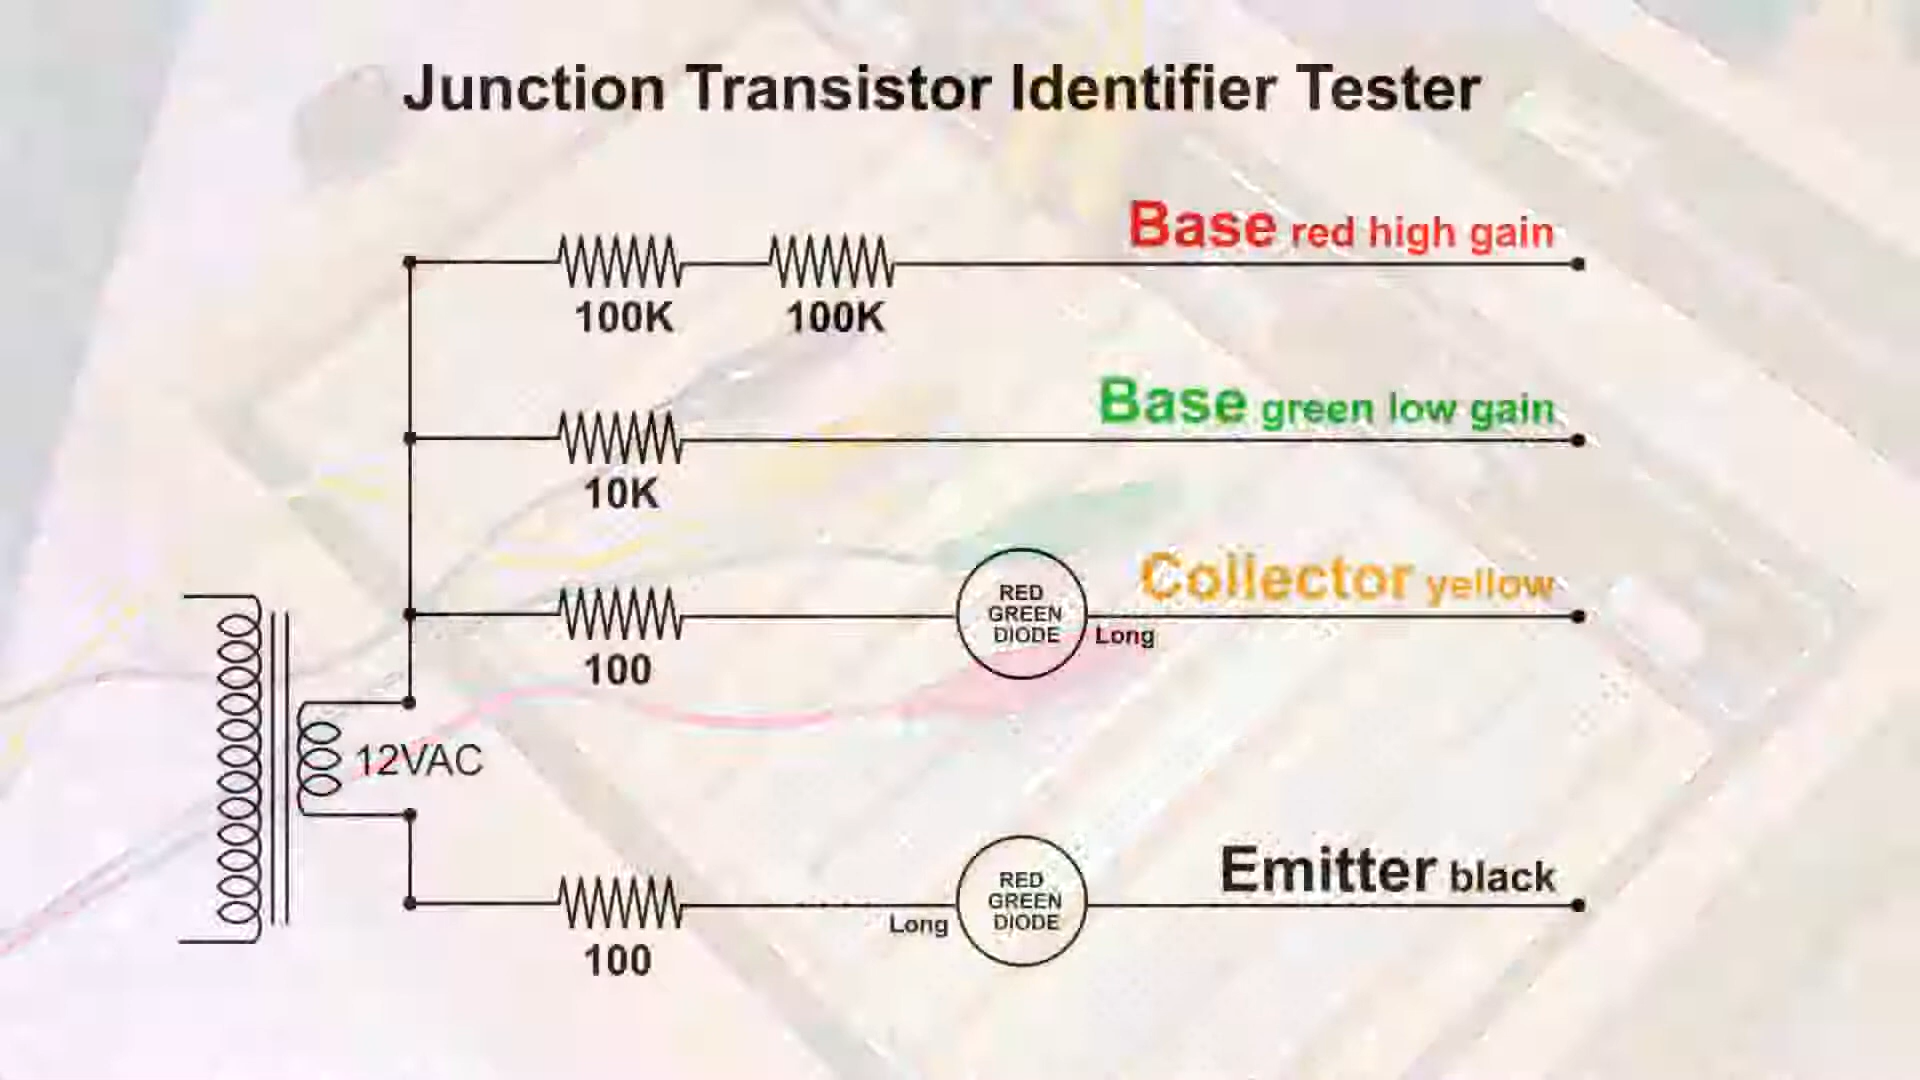 Junction Transistor Identifier Tester
Base red high gain
100K
100K
Base green low gain
10K
Collector yellow
RED
GREEN
DIODE
Long
100
12VAC
Emitter black
RED
GREEN
DIODE
Long
100